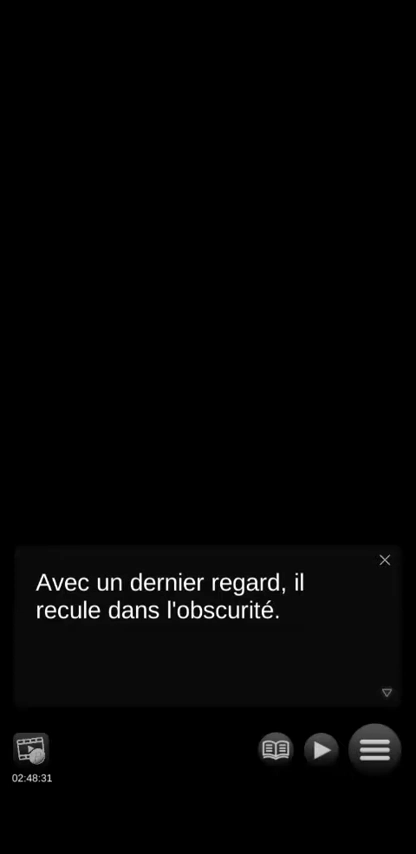 Avec un dernier regard, il
recule dans l'obscurité.
02:48:31